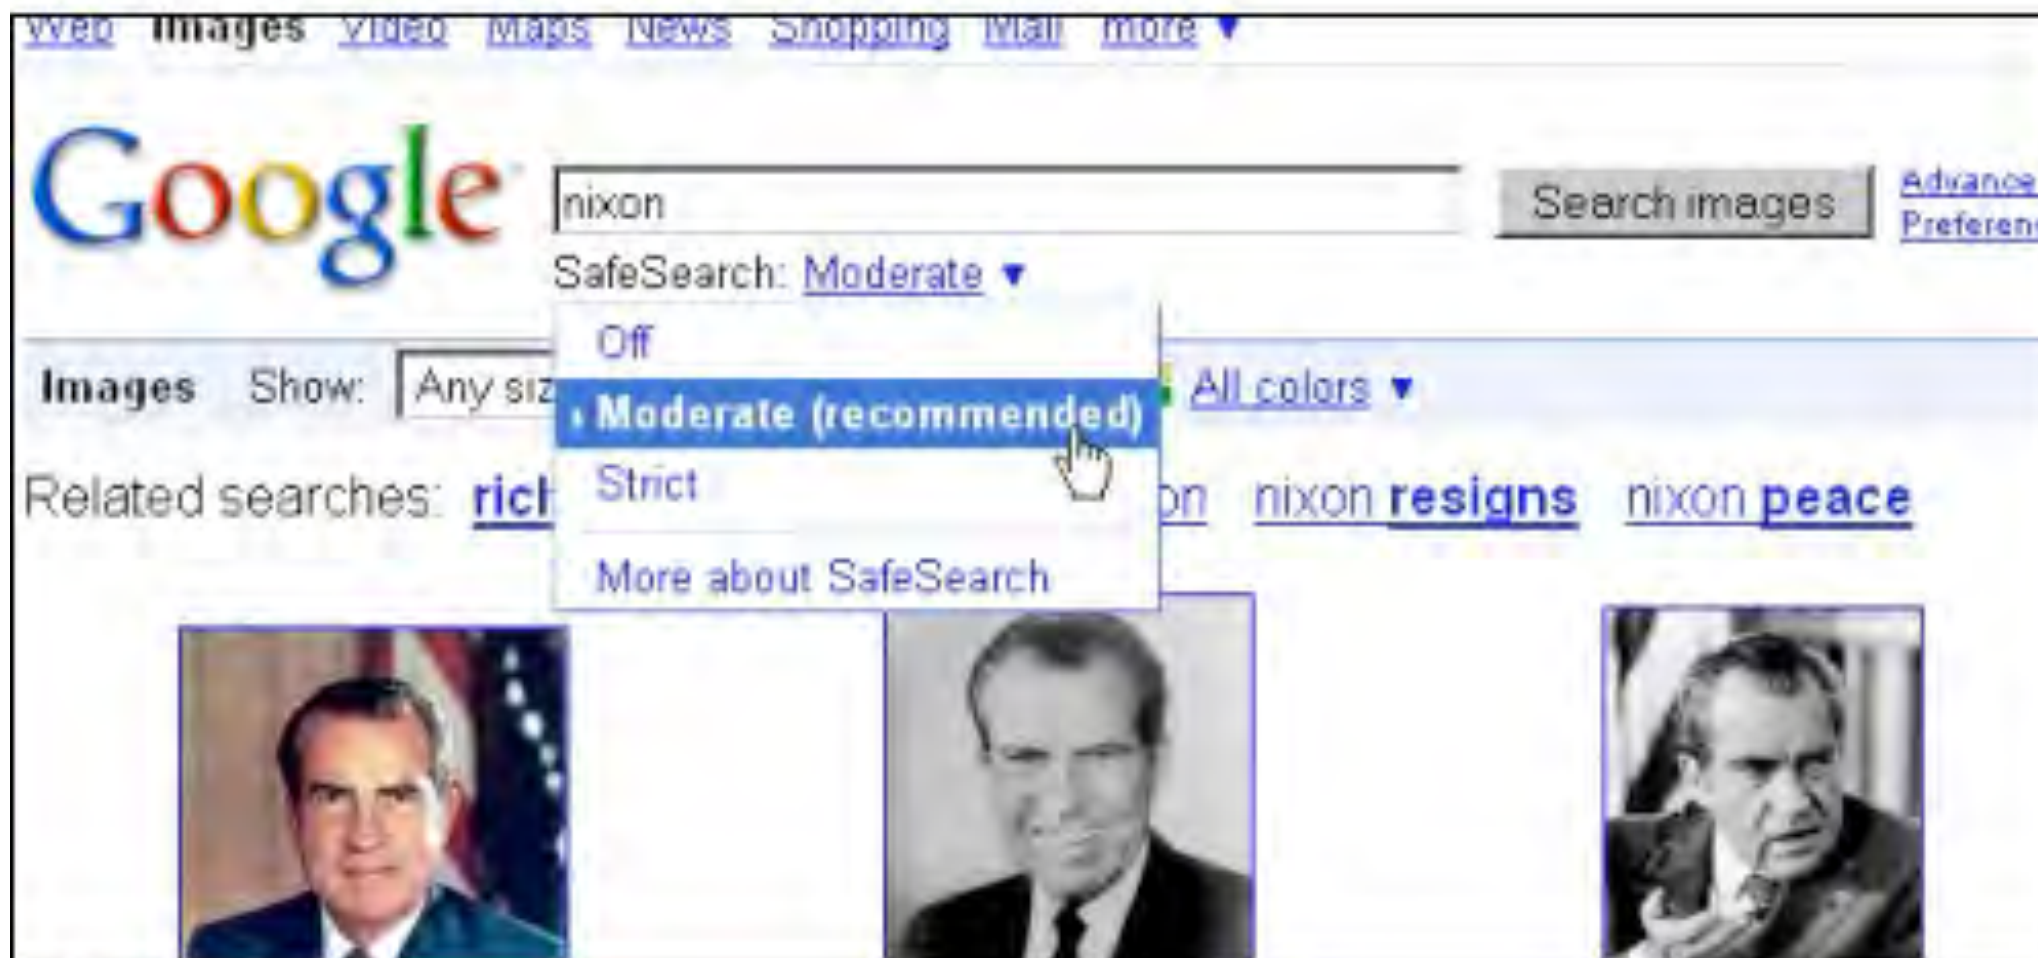 Web Images Video Maps News Shopping Mail more ▼
Google
nixon
Search images
Advance
Preferen
SafeSearch: Moderate ▼
Off
Images Show: Any siz
All colors ▼
Moderate (recommended)
Strict
Related searches: rich on nixon resigns nixon peace
More about SafeSearch